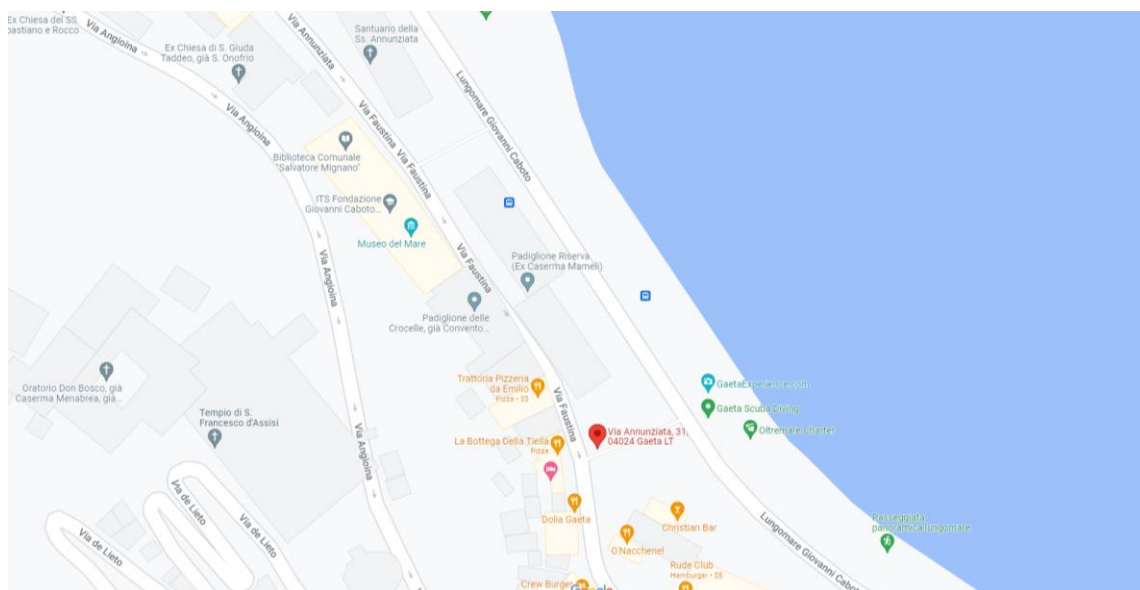 Ex Chiesa dei SS.
bastiano e Rocco
Via Angioina
Ex Chiesa di S. Giuda
Taddeo, già S. Onofrio
Via Annunziata
Santuario della
Ss. Annunziata
Lungomare Giovanni Caboto
Via Angioina
Via Faustina
Via Faustina
Biblioteca Comunale
"Salvatore Mignano"
ITS Fondazione
Giovanni Caboto...
Museo del Mare
Via Angioina
Via Faustina
Padiglione Riserva,
(Ex Caserma Mameli)
Padiglione delle
Crocelle, già Convento...
Oratorio Don Bosco, già
Caserma Menabrea, già...
Tempio di S.
Francesco d'Assisi
Trattoria Pizzeria
da Emilio
Pizza • $$
Via Faustina
La Bottega Della Tiella
Pizza
Via Annunziata, 31,
04024 Gaeta LT
GaetaExperience.com
Gaeta Scuba Diving
Oltremare Charter
Via Angioina
Via de Lieto
Via de Lieto
Via de Lieto
Dolia Gaeta
Christian Bar
O'Nacchenel
Lungomare Giovanni Caboto
Passeggiata
panoramica lungomare
Rude Club
Hamburger • $$
Crew Burger
Google